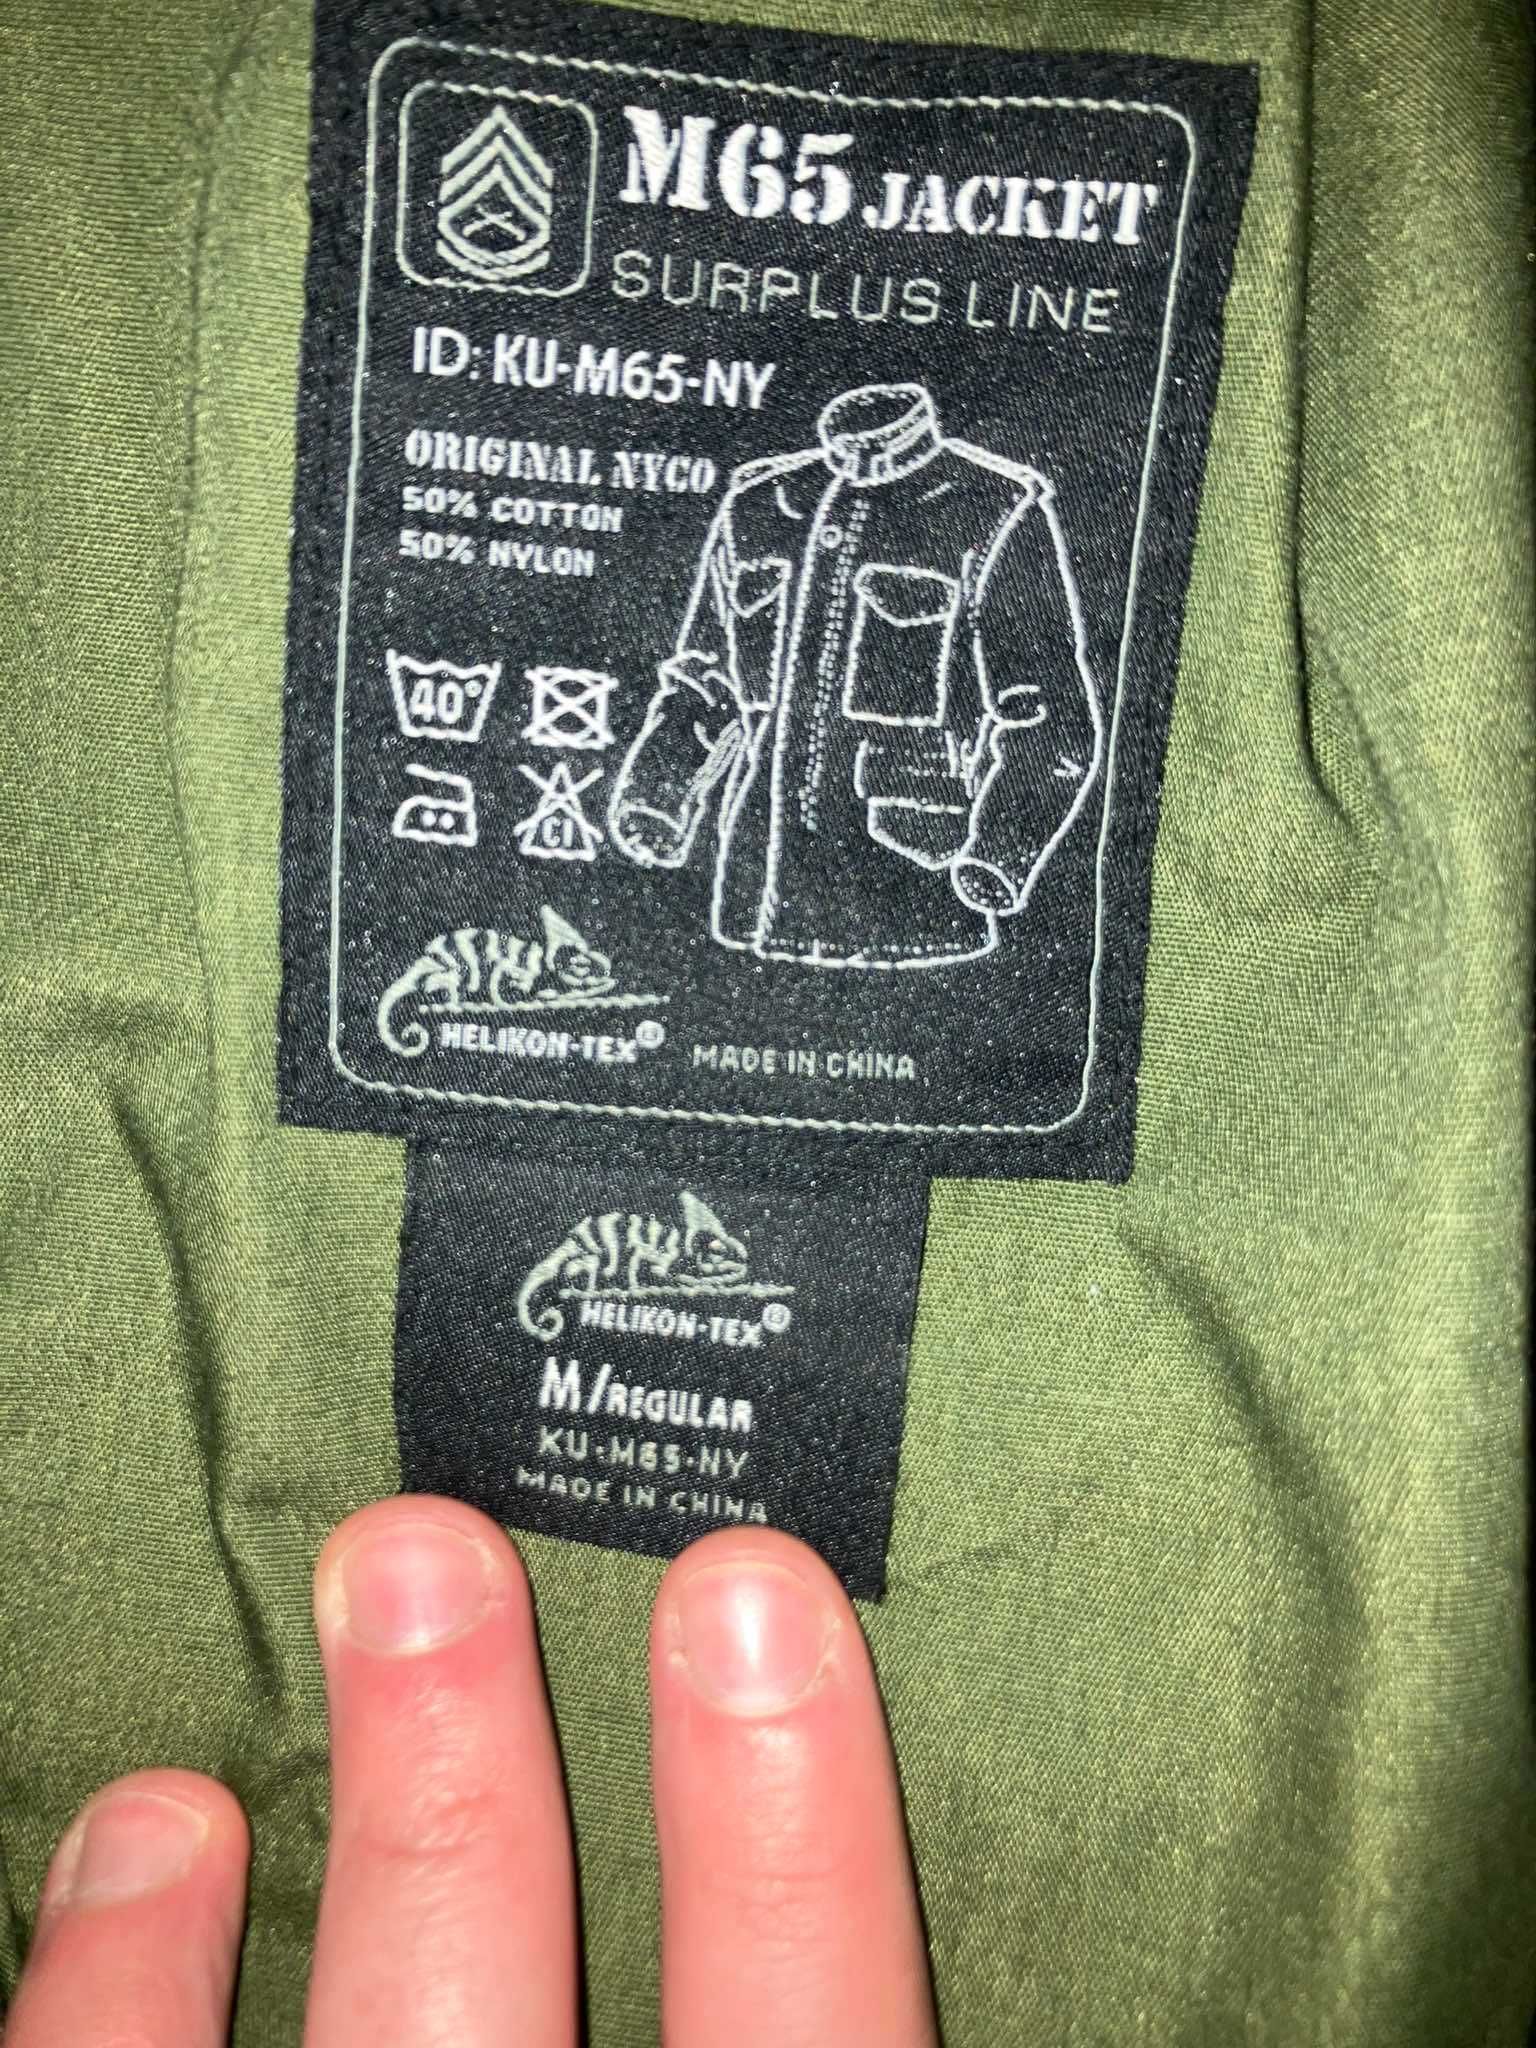 M65 JACKET
SURPLUS LINE
ID: KU-M65-NY
ORIGINAL NYCO
50% COTTON
50% NYLON
40°
Cl
HELIKON-TEX®
MADE IN CHINA
HELIKON-TEX®
M/REGULAR
KU-M65-NY
MADE IN CHINA